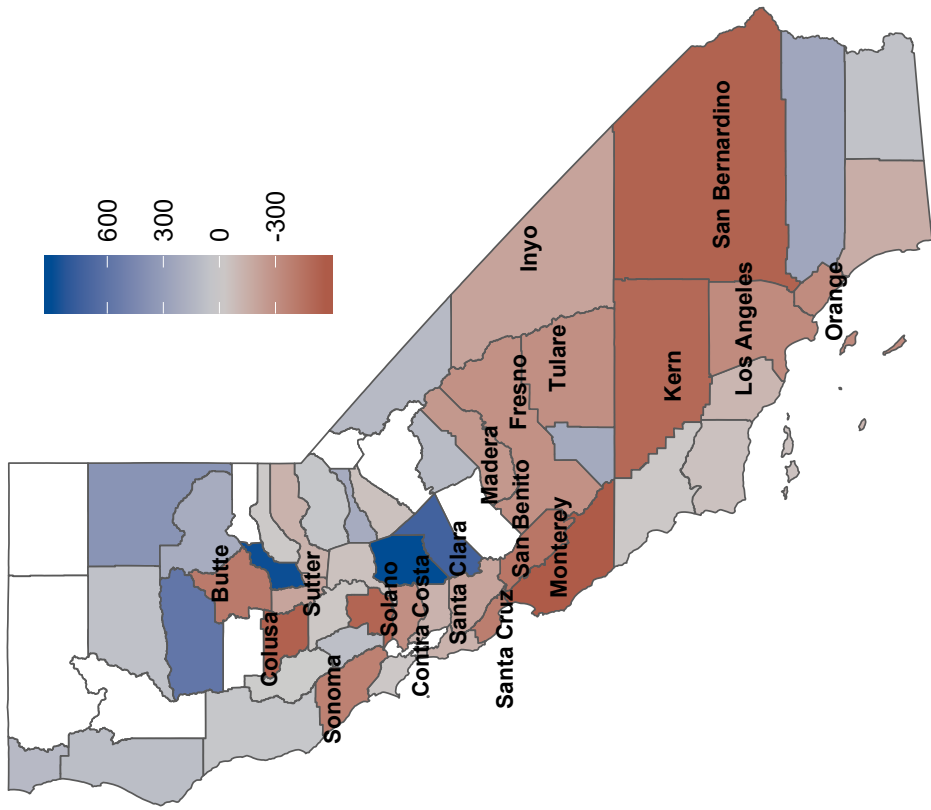 600
300
0
-300
San Bernardino
Inyo
Orange
Los Angeles
Tulare
Kern
Fresno
Madera
San Benito
Monterey
Butte
Sutter
Solano
Contra Costa
Santa Clara
Santa Cruz
Colusa
Sonoma